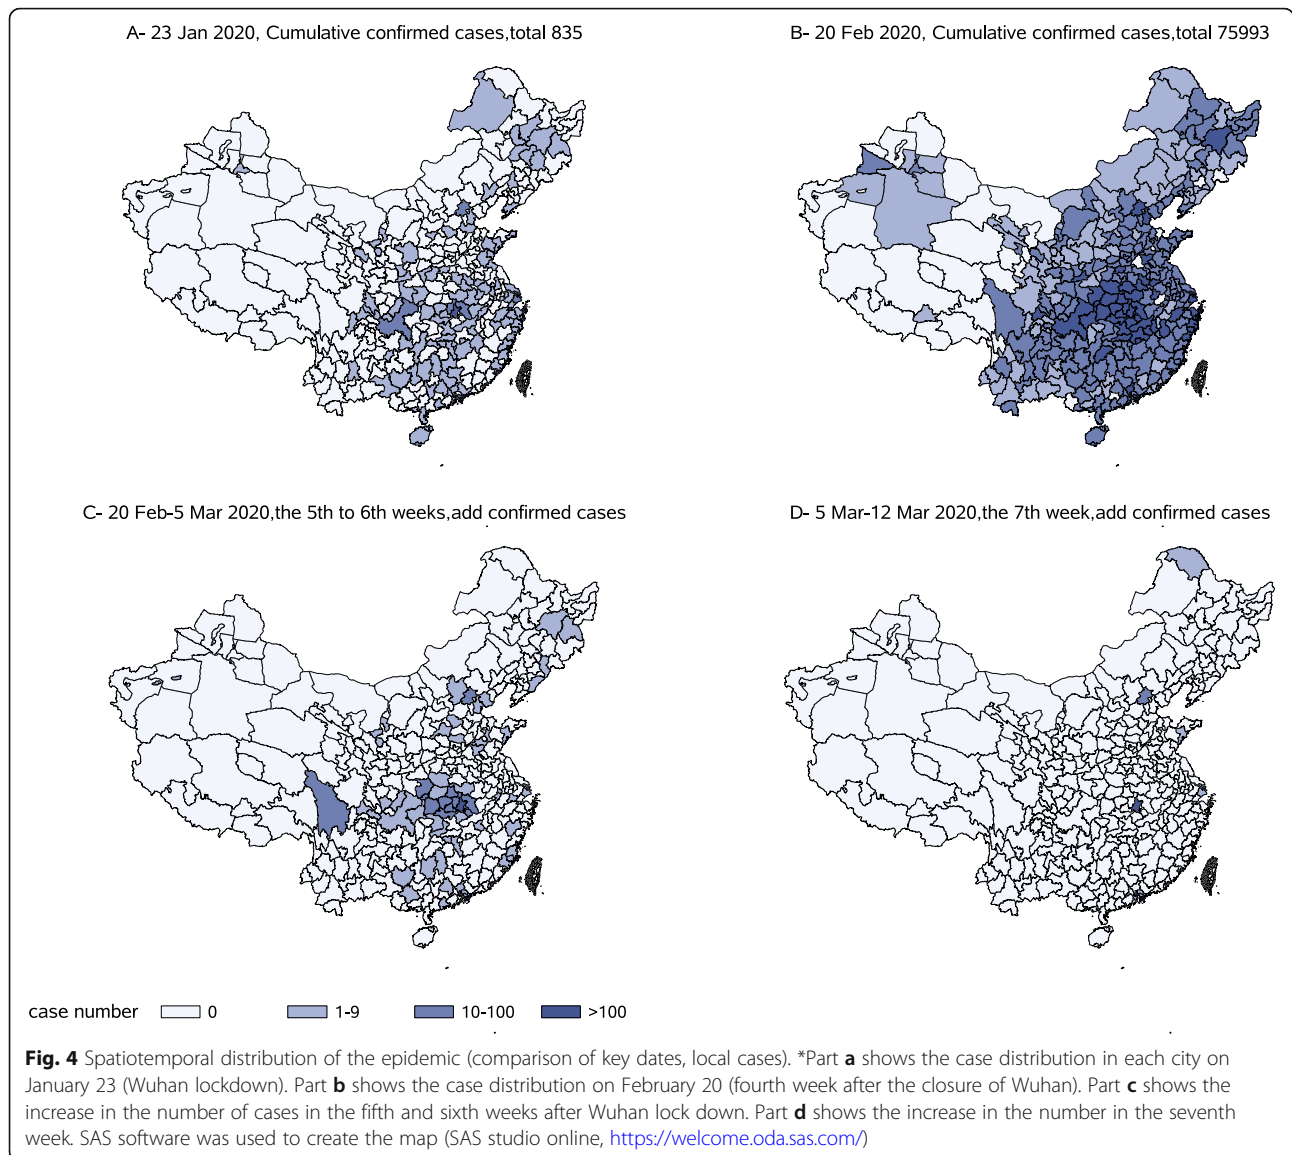 A- 23 Jan 2020, Cumulative confirmed cases,total 835
B- 20 Feb 2020, Cumulative confirmed cases,total 75993
C- 20 Feb-5 Mar 2020,the 5th to 6th weeks,add confirmed cases
D- 5 Mar-12 Mar 2020,the 7th week,add confirmed cases
case number 0 1-9 10-100 >100
Fig. 4 Spatiotemporal distribution of the epidemic (comparison of key dates, local cases). *Part a shows the case distribution in each city on
January 23 (Wuhan lockdown). Part b shows the case distribution on February 20 (fourth week after the closure of Wuhan). Part c shows the
increase in the number of cases in the fifth and sixth weeks after Wuhan lock down. Part d shows the increase in the number in the seventh
week. SAS software was used to create the map (SAS studio online, https://welcome.oda.sas.com/)